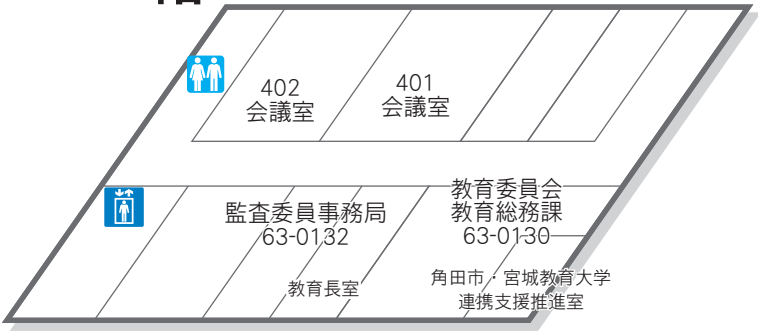 402
会議室
401
会議室
監査委員事務局
63-0132
教育委員会
教育総務課
63-0130
教育長室
角田市・宮城教育大学
連携支援推進室